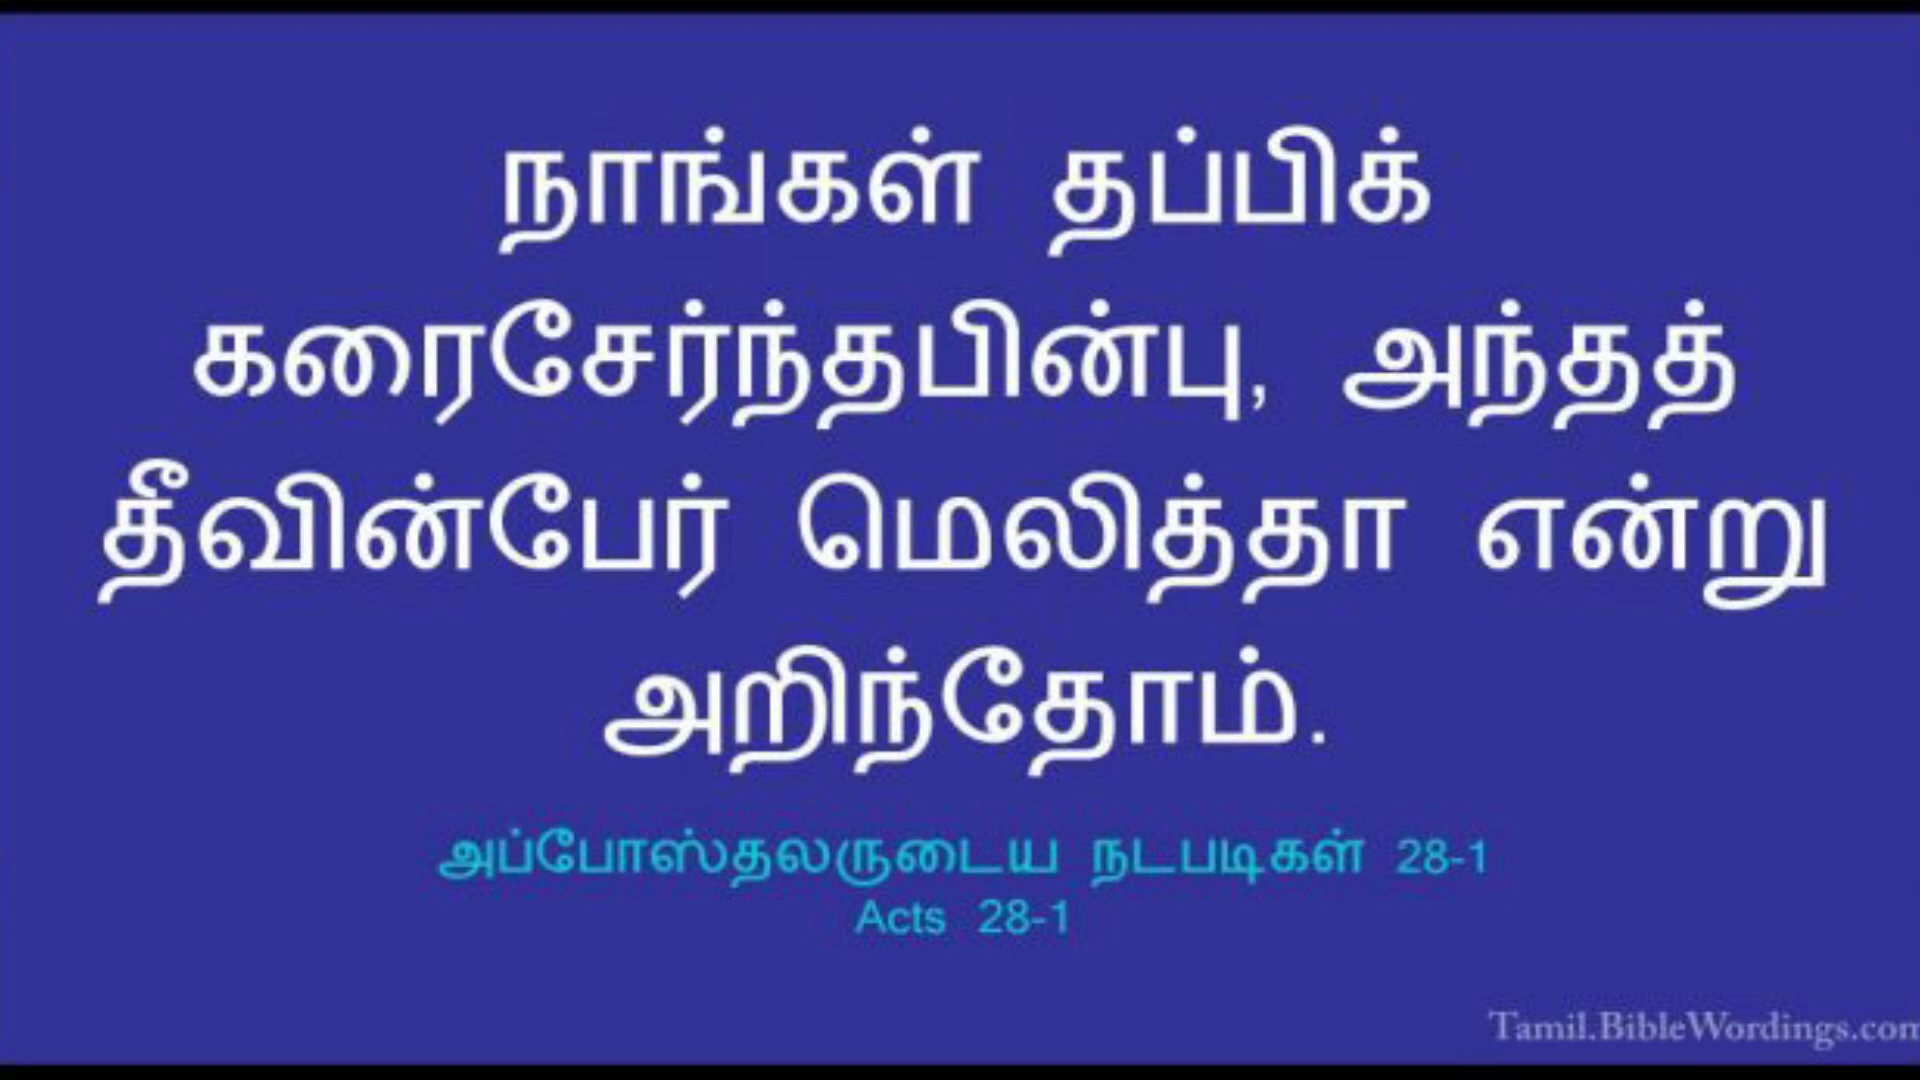 நாங்கள் தப்பிக்
கரைசேர்ந்தபின்பு, அந்தத்
தீவின்பேர் மெலித்தா என்று
அறிந்தோம்.
அப்போஸ்தலருடைய நடபடிகள் 28-1
Acts 28-1
Tamil.BibleWordings.com